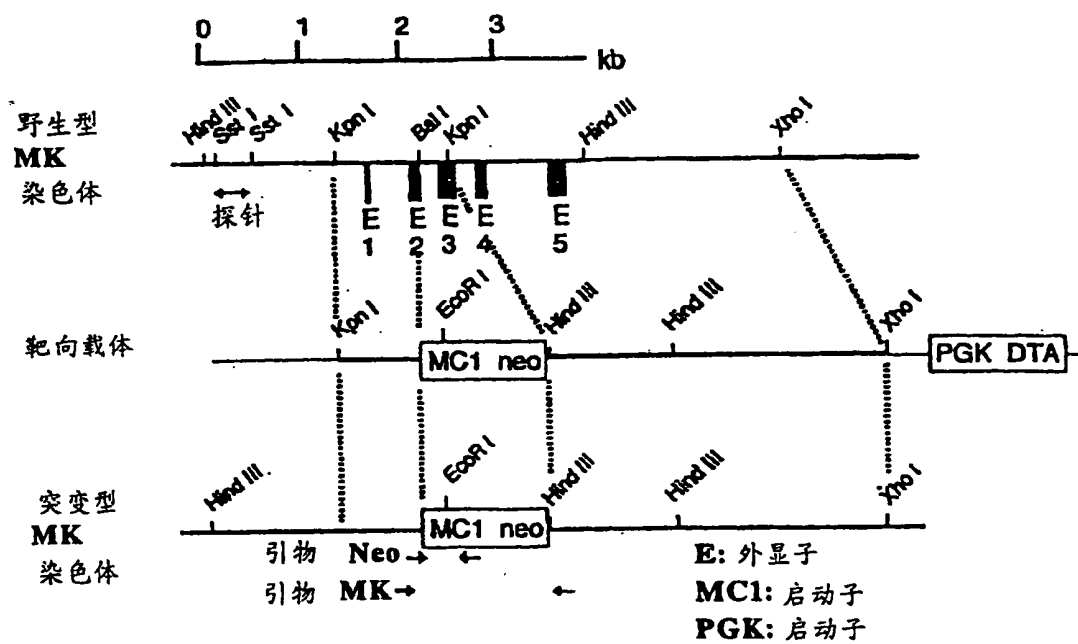 0 1 2 3
kb
野生型
MK
染色体
Hind III
Sst I
Sst I
Kpn I
Bal I
Kpn I
Hind III
Xho I
探针
E E E E E
1 2 3 4 5
靶向载体
Kpn I
EcoR I
Hind III
Hind III
Xho I
MC1 neo
PGK DTA
突变型
MK
染色体
Hind III
EcoR I
Hind III
Hind III
Xho I
MC1 neo
引物 Neo
引物 MK
E: 外显子
MC1: 启动子
PGK: 启动子